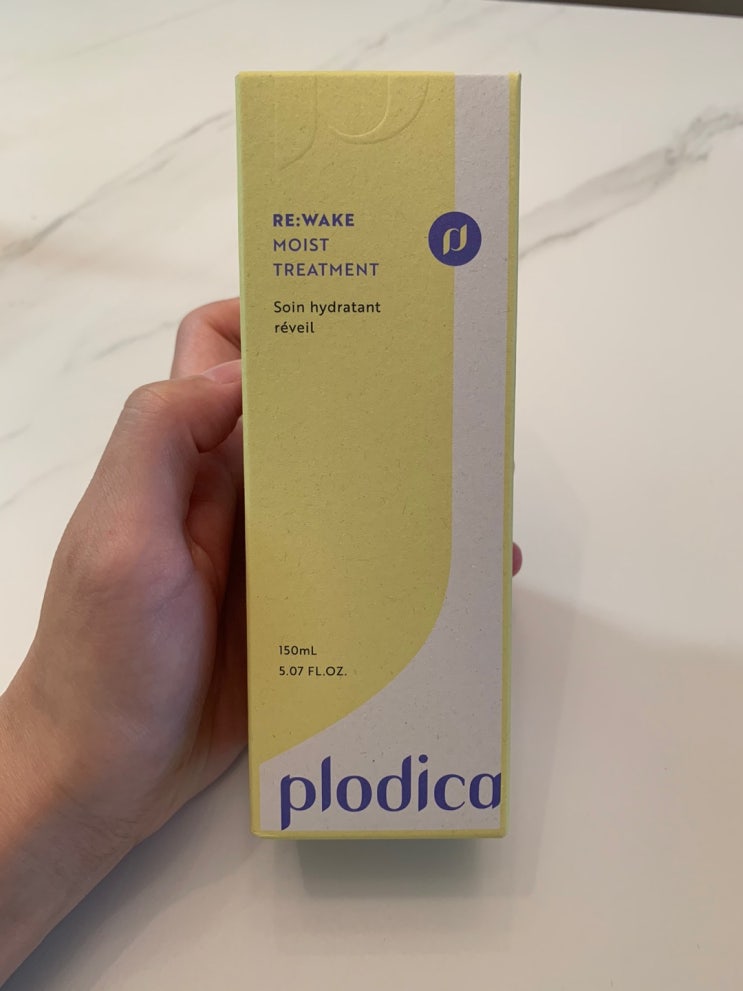 RE:WAKE
MOIST
TREATMENT
Soin hydratant
réveil
150mL
5.07 FL.OZ.
plodica